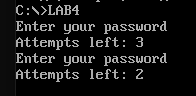 C:\>LAB4
Enter your password
Attempts left: 3
Enter your password
Attempts left: 2